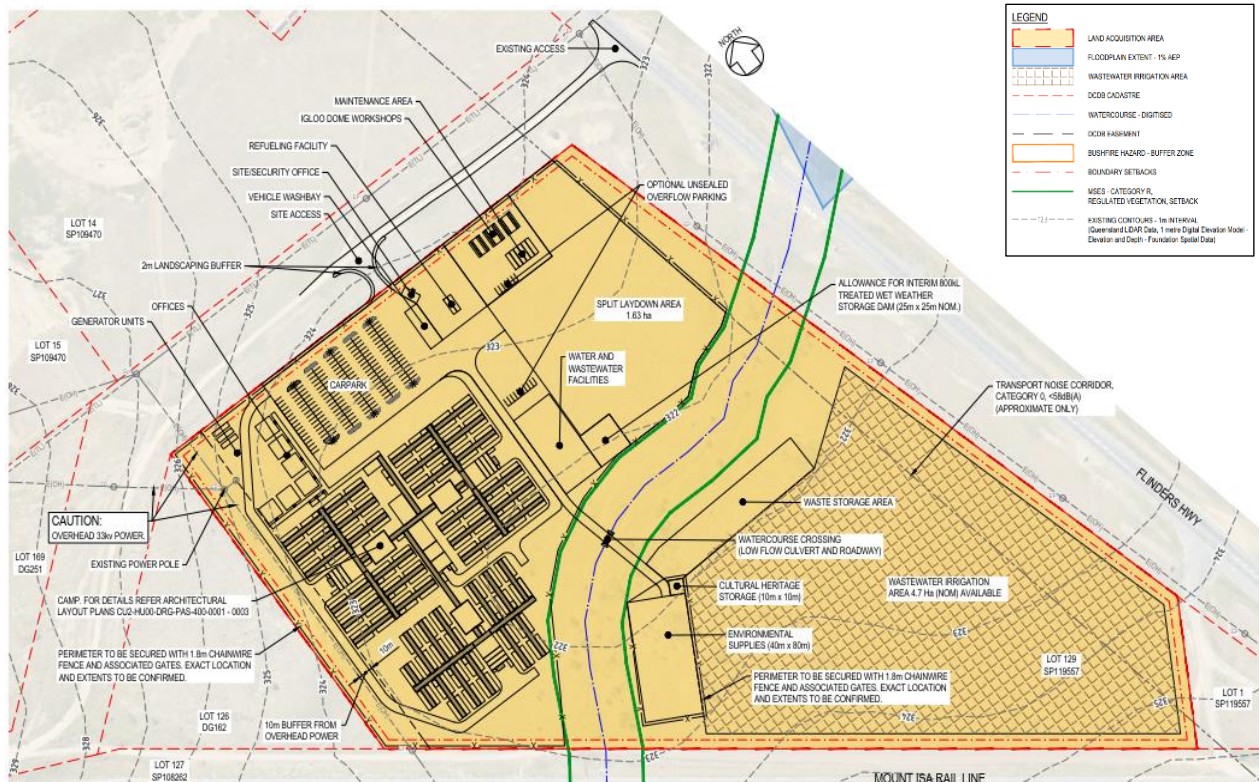 LEGEND
LAND ACQUISITION AREA
FLOODPLAIN EXTENT - 1% AEP
WASTEWATER IRRIGATION AREA
DCDB CADASTRE
WATERCOURSE - DIGITISED
DCDB EASEMENT
BUSHFIRE HAZARD - BUFFER ZONE
BOUNDARY SETBACKS
MSES - CATEGORY R,
REGULATED VEGETATION, SETBACK
EXISTING CONTOURS - 1m INTERVAL
(Queensland LiDAR Data, 1 metre Digital Elevation Model -
Elevation and Depth - Foundation Spatial Data)
NORTH
EXISTING ACCESS
MAINTENANCE AREA
IGLOO DOME WORKSHOPS
REFUELING FACILITY
SITE/SECURITY OFFICE
VEHICLE WASHBAY
SITE ACCESS
LOT 14
SP109470
2m LANDSCAPING BUFFER
OFFICES
GENERATOR UNITS
LOT 15
SP109470
OPTIONAL UNSEALED
OVERFLOW PARKING
ALLOWANCE FOR INTERIM 800kL
TREATED WET WEATHER
STORAGE DAM (25m x 25m NOM.)
SPLIT LAYDOWN AREA
1.63 ha
WATER AND
WASTEWATER
FACILITIES
CARPARK
TRANSPORT NOISE CORRIDOR,
CATEGORY 0, <58dB(A)
(APPROXIMATE ONLY)
FLINDERS HWY
WASTE STORAGE AREA
CAUTION:
OVERHEAD 33kv POWER.
EXISTING POWER POLE
LOT 169
DG251
WATERCOURSE CROSSING
(LOW FLOW CULVERT AND ROADWAY)
CULTURAL HERITAGE
STORAGE (10m x 10m)
WASTEWATER IRRIGATION
AREA 4.7 Ha (NOM) AVAILABLE
CAMP. FOR DETAILS REFER ARCHITECTURAL
LAYOUT PLANS CU2-HU00-DRG-PAS-400-0001 - 0003
ENVIRONMENTAL
SUPPLIES (40m x 80m)
PERIMETER TO BE SECURED WITH 1.8m CHAINWIRE
FENCE AND ASSOCIATED GATES. EXACT LOCATION
AND EXTENTS TO BE CONFIRMED.
10m
LOT 129
SP119557
PERIMETER TO BE SECURED WITH 1.8m CHAINWIRE
FENCE AND ASSOCIATED GATES. EXACT LOCATION
AND EXTENTS TO BE CONFIRMED.
LOT 1
SP119557
LOT 126
DG162
10m BUFFER FROM
OVERHEAD POWER
LOT 127
SP108262
MOUNT ISA RAIL LINE